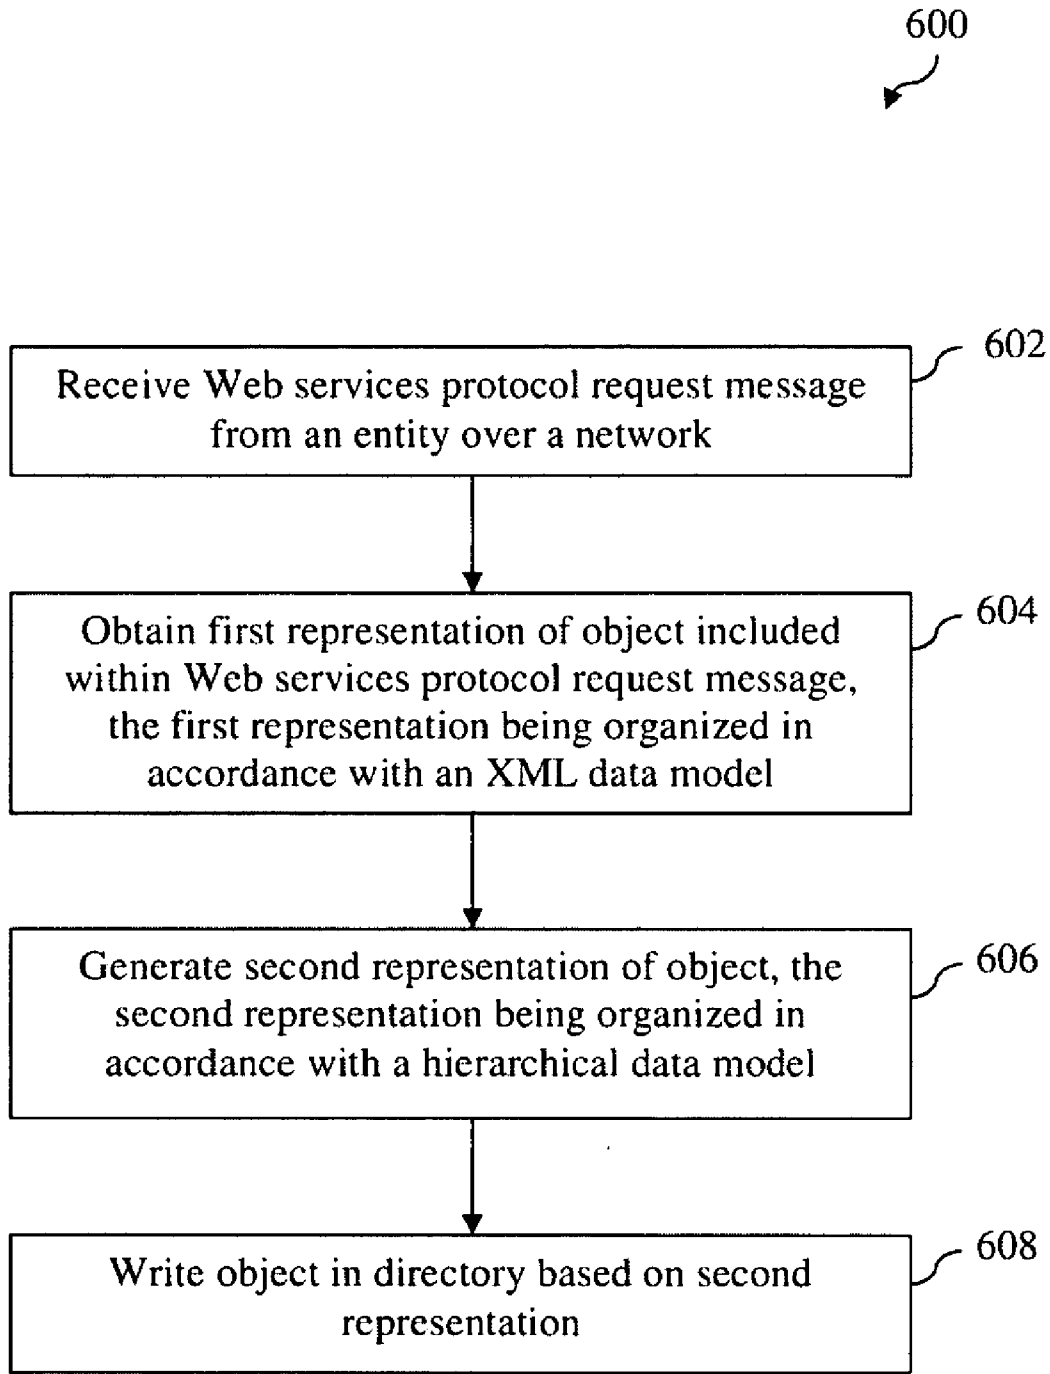 600
602
Receive Web services protocol request message
from an entity over a network
604
Obtain first representation of object included
within Web services protocol request message,
the first representation being organized in
accordance with an XML data model
606
Generate second representation of object, the
second representation being organized in
accordance with a hierarchical data model
608
Write object in directory based on second
representation